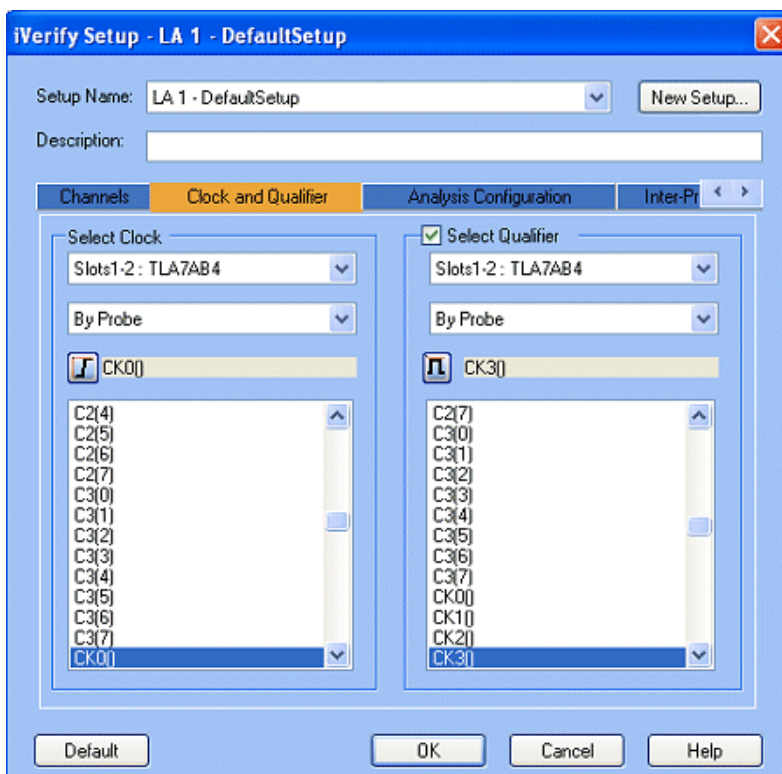 iVerify Setup - LA 1 - DefaultSetup
Setup Name: LA 1 - DefaultSetup New Setup...
Description:
Channels Clock and Qualifier Analysis Configuration Inter-Pr
Select Clock
Slots1-2 : TLA7AB4
By Probe
CK0()
C2(4)
C2(5)
C2(6)
C2(7)
C3(0)
C3(1)
C3(2)
C3(3)
C3(4)
C3(5)
C3(6)
C3(7)
CK0()
Select Qualifier
Slots1-2 : TLA7AB4
By Probe
CK3()
C2(7)
C3(0)
C3(1)
C3(2)
C3(3)
C3(4)
C3(5)
C3(6)
C3(7)
CK0()
CK1()
CK2()
CK3()
Default OK Cancel Help